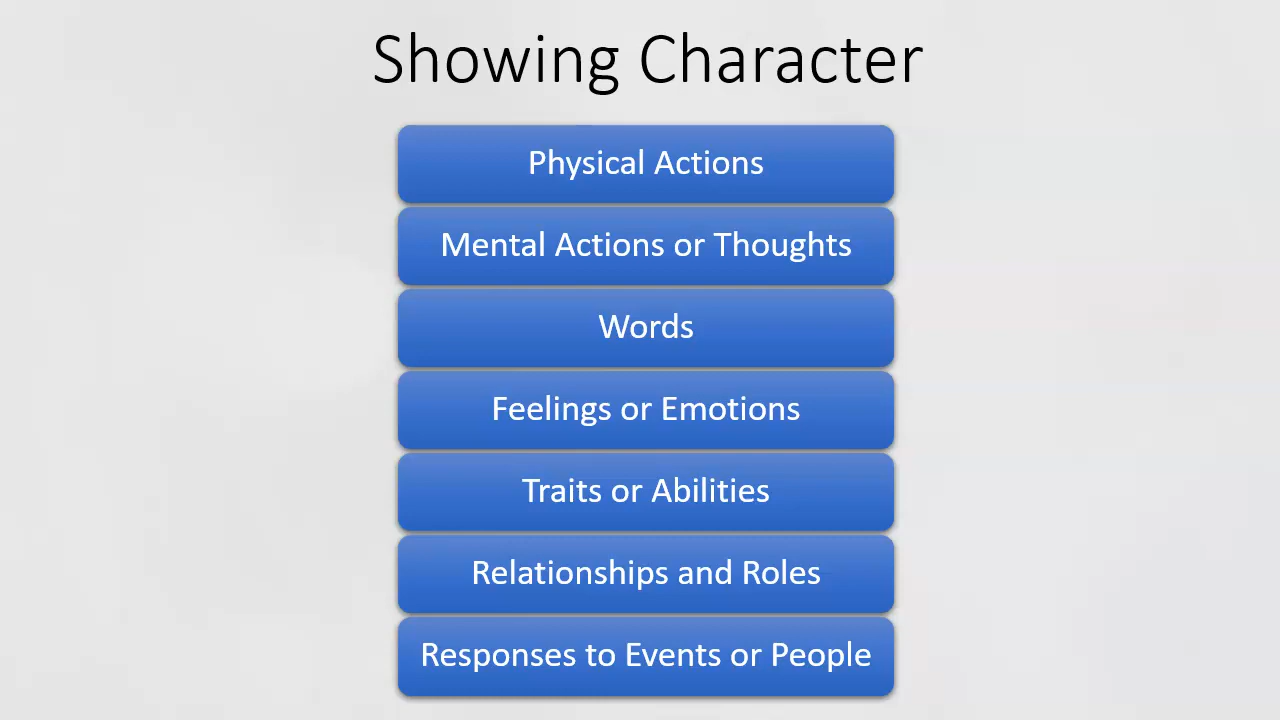 Showing Character
Physical Actions
Mental Actions or Thoughts
Words
Feelings or Emotions
Traits or Abilities
Relationships and Roles
Responses to Events or People